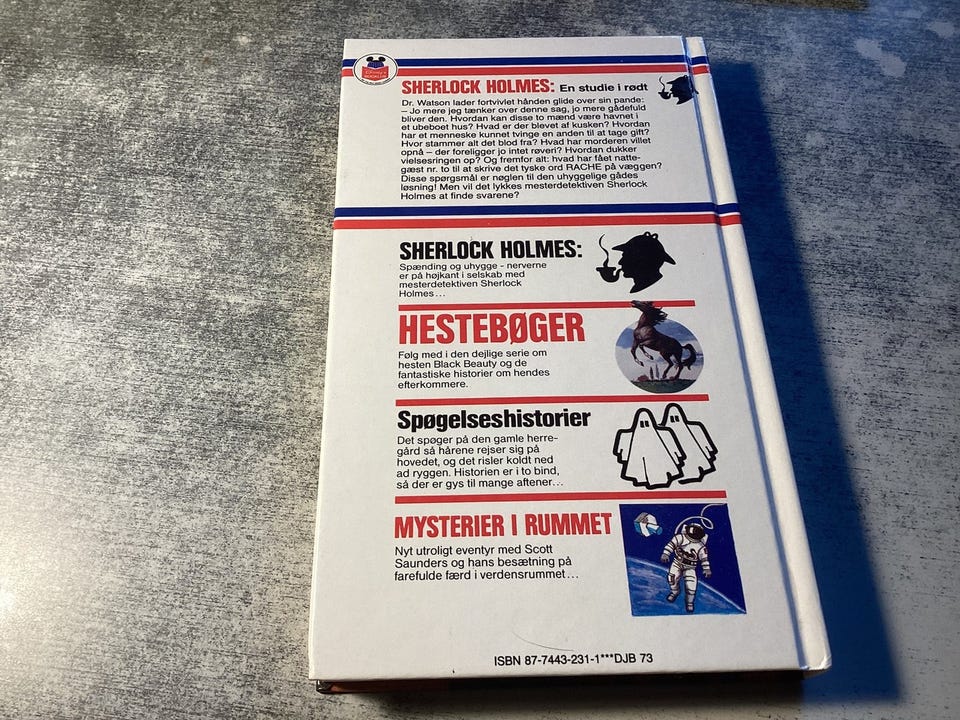 Disney's
BOGKLUB
SHERLOCK HOLMES: En studie i rødt
Dr. Watson lader fortvivlet hånden glide over sin pande:
– Jo mere jeg tænker over denne sag, jo mere gådefuld
bliver den. Hvordan kan disse to mænd være havnet i
et ubeboet hus? Hvad er der blevet af kusken? Hvordan
har et menneske kunnet tvinge en anden til at tage gift?
Hvor stammer alt det blod fra? Hvad har morderen villet
opnå – der foreligger jo intet røveri? Hvordan dukker
vielsesringen op? Og fremfor alt: hvad har fået natte-
gæst nr. to til at skrive det tyske ord RACHE på væggen?
Disse spørgsmål er nøglen til den uhyggelige gådes
løsning! Men vil det lykkes mesterdetektiven Sherlock
Holmes at finde svarene?
SHERLOCK HOLMES:
Spænding og uhygge - nerverne
er på højkant i selskab med
mesterdetektiven Sherlock
Holmes...
HESTEBØGER
Følg med i den dejlige serie om
hesten Black Beauty og de
fantastiske historier om hendes
efterkommere.
Spøgelseshistorier
Det spøger på den gamle herre-
gård så hårene rejser sig på
hovedet, og det risler koldt ned
ad ryggen. Historien er i to bind,
så der er gys til mange aftener...
MYSTERIER I RUMMET
Nyt utroligt eventyr med Scott
Saunders og hans besætning på
farefulde færd i verdensrummet...
ISBN 87-7443-231-1***DJB 73